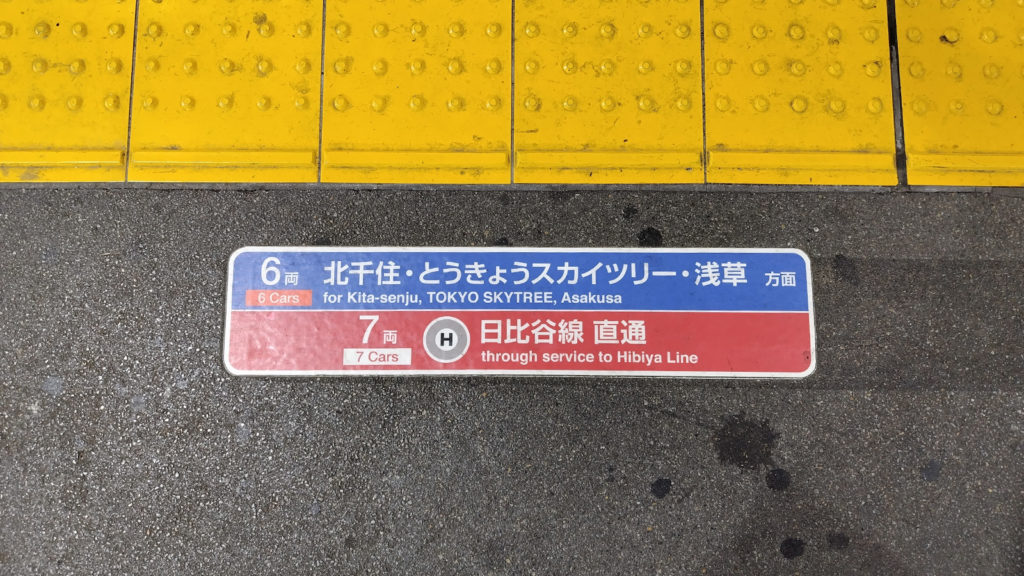 6両 北千住・とうきょうスカイツリー・浅草 方面
6 Cars for Kita-senju, TOKYO SKYTREE, Asakusa
7両 H 日比谷線 直通
7 Cars through service to Hibiya Line